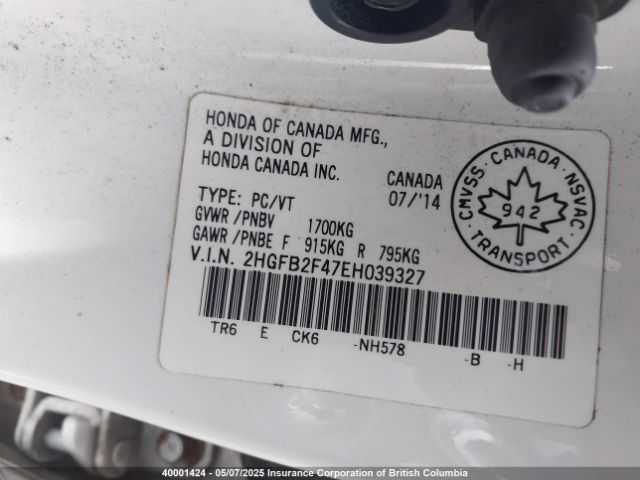 HONDA OF CANADA MFG.,
A DIVISION OF
HONDA CANADA INC.
CANADA
07/'14
TYPE: PC/VT
GVWR/PNBV 1700KG
GAWR/PNBE F 915KG R 795KG
V.I.N. 2HGFB2F47EH039327
TR6 E CK6 -NH578 -B -H
CMVSS · CANADA · NSVAC
942
TRANSPORT
40001424 - 05/07/2025 Insurance Corporation of British Columbia